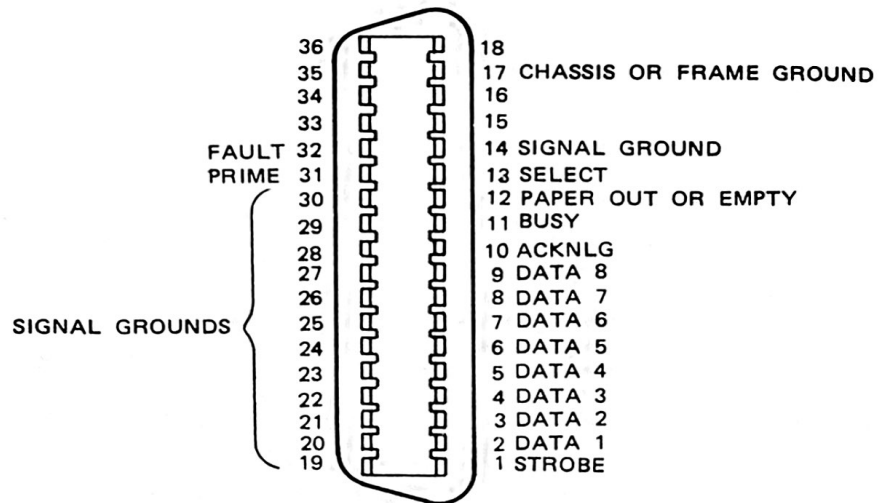 36
35
34
33
FAULT 32
PRIME 31
30
29
28
27
26
SIGNAL GROUNDS 25
24
23
22
21
20
19
18
17 CHASSIS OR FRAME GROUND
16
15
14 SIGNAL GROUND
13 SELECT
12 PAPER OUT OR EMPTY
11 BUSY
10 ACKNLG
9 DATA 8
8 DATA 7
7 DATA 6
6 DATA 5
5 DATA 4
4 DATA 3
3 DATA 2
2 DATA 1
1 STROBE